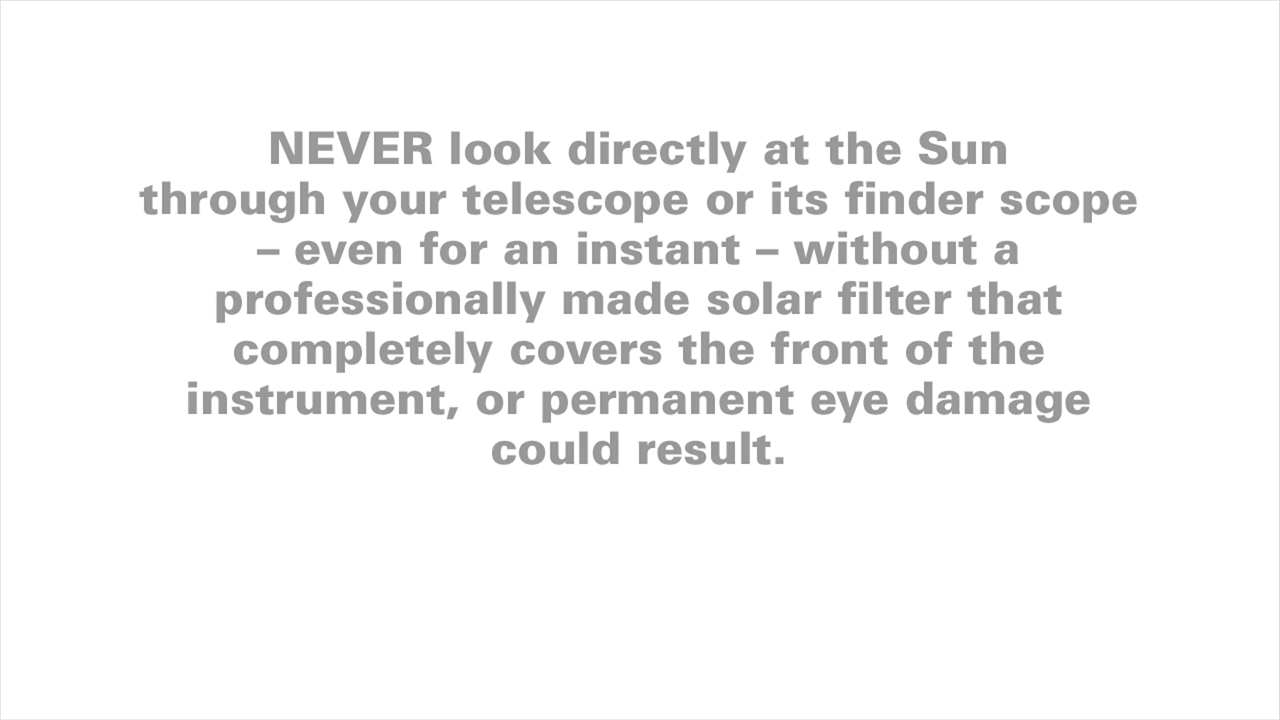 NEVER look directly at the Sun
through your telescope or its finder scope
– even for an instant – without a
professionally made solar filter that
completely covers the front of the
instrument, or permanent eye damage
could result.